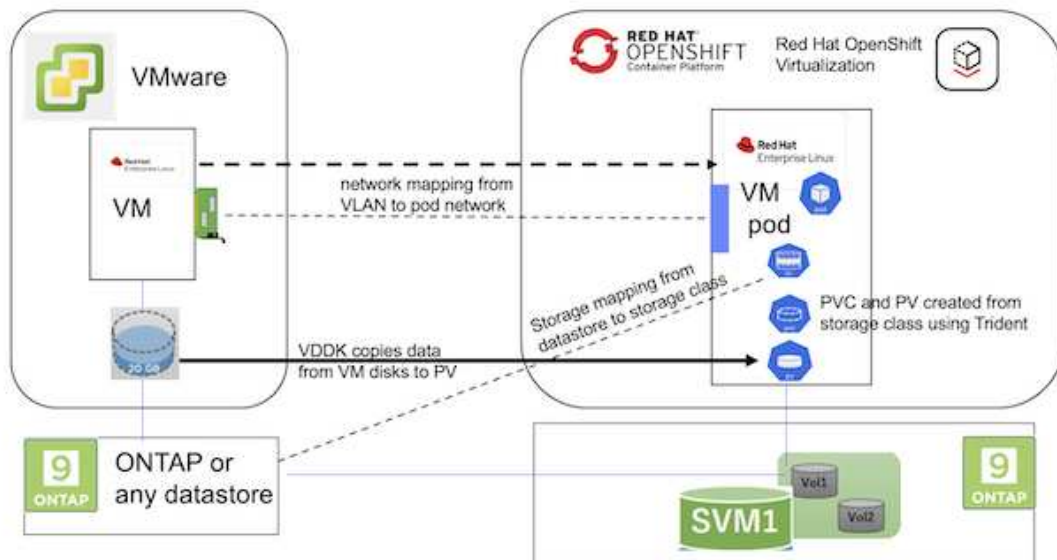 VMware
RED HAT
OPENSHIFT
Container Platform
Red Hat OpenShift
Virtualization
Red Hat
Enterprise Linux
VM
network mapping from
VLAN to pod network
Red Hat
Enterprise Linux
VM
pod
Storage mapping from
datastore to storage class
PVC and PV created from
storage class using Trident
20 GB
VDDK copies data
from VM disks to PV
9
ONTAP
ONTAP or
any datastore
SVM1
Vol1
Vol2
9
ONTAP